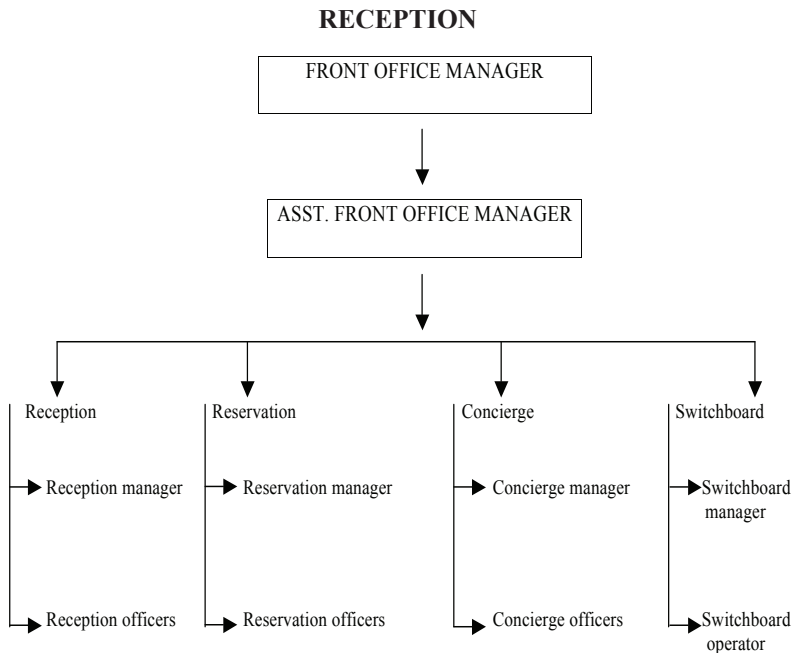 RECEPTION
FRONT OFFICE MANAGER
ASST. FRONT OFFICE MANAGER
Reception
Reservation
Concierge
Switchboard
Reception manager
Reservation manager
Concierge manager
Switchboard
manager
Reception officers
Reservation officers
Concierge officers
Switchboard
operator